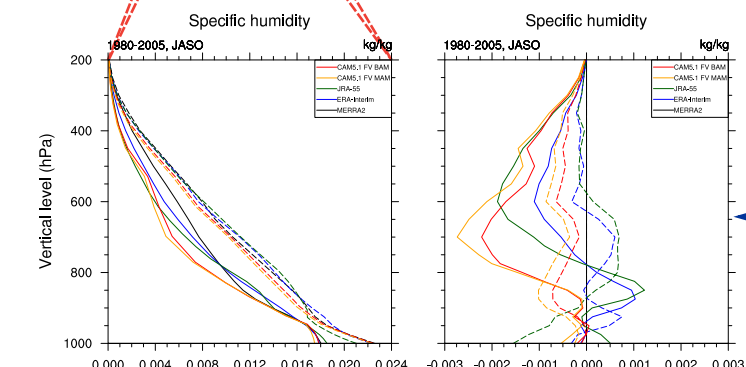 Specific humidity
1980-2005, JASO kg/kg
CAM5.1 FV BAM
CAM5.1 FV MAM
JRA-55
ERA-Interim
MERRA2
Vertical level (hPa)
200
400
600
800
1000
0.000 0.004 0.008 0.012 0.016 0.020 0.024
Specific humidity
1980-2005, JASO kg/kg
CAM5.1 FV BAM
CAM5.1 FV MAM
JRA-55
ERA-Interim
MERRA2
-0.003 -0.002 -0.001 0.000 0.001 0.002 0.003